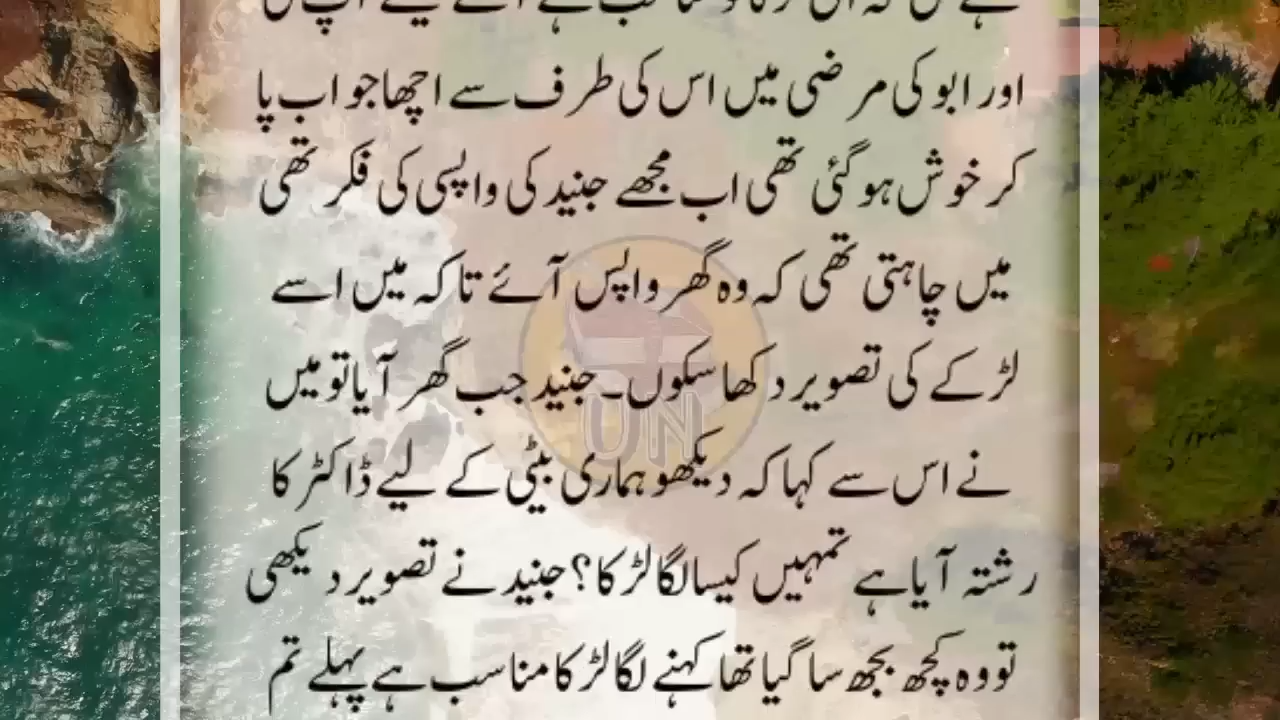 اور ابو کی مرضی میں اس کی طرف سے اچھا جواب پا
کر خوش ہو گئی تھی اب مجھے جنید کی واپسی کی فکر تھی
میں چاہتی تھی کہ وہ گھر واپس آئے تاکہ میں اسے
لڑکے کی تصویر دکھا سکوں۔ جنید جب گھر آیا تو میں
نے اس سے کہا کہ دیکھو ہماری بیٹی کے لیے ڈاکٹر کا
رشتہ آیا ہے تمہیں کیسا لگا لڑکا؟ جنید نے تصویر دیکھی
تو وہ کچھ بجھ سا گیا تھا کہنے لگا لڑکا مناسب ہے پہلے تم
UN